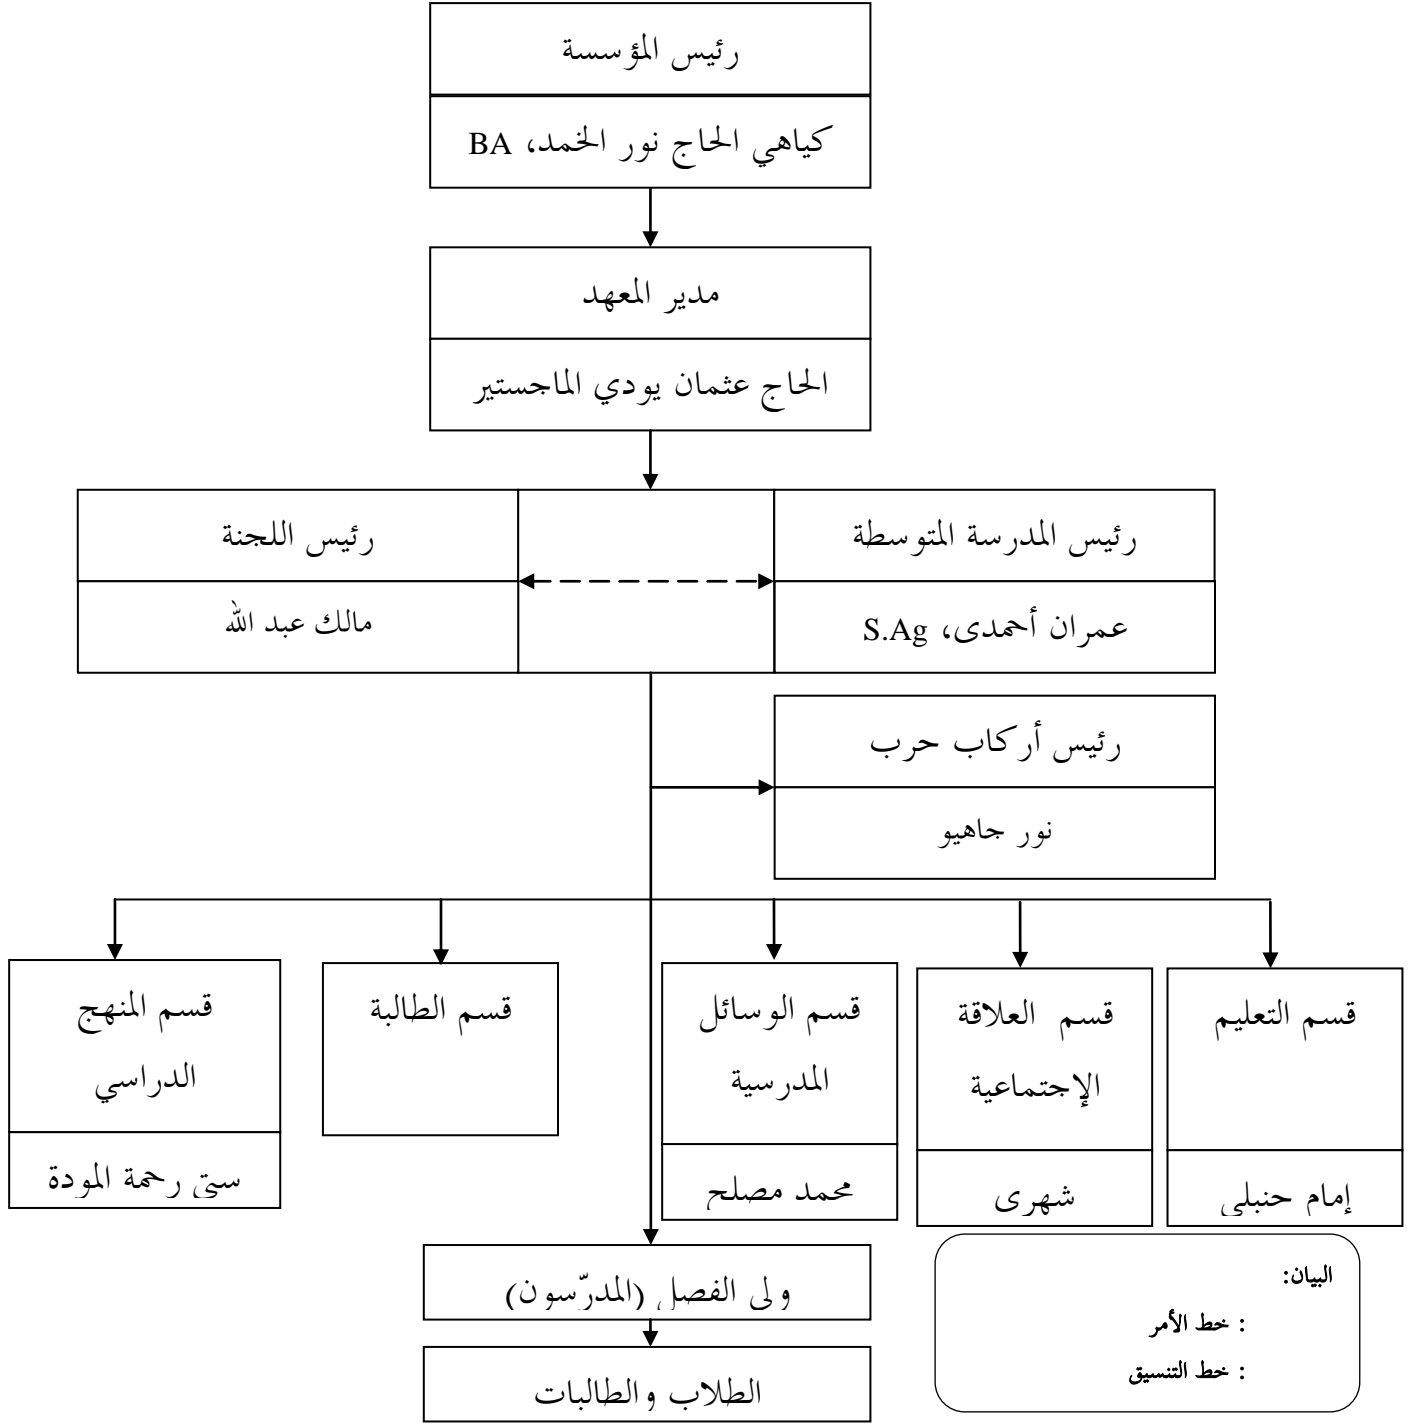 رئيس المؤسسة
كياهي الحاج نور الخمد، BA
مدير المعهد
الحاج عثمان يودي الماجستير
رئيس المدرسة المتوسطة
عمران أحمدى، S.Ag
رئيس اللجنة
مالك عبد الله
رئيس أركاب حرب
نور جاهيو
قسم التعليم
إمام حنبلى
قسم العلاقة
الإجتماعية
شهرى
قسم الوسائل
المدرسية
محمد مصلح
قسم الطالبة
قسم المنهج
الدراسي
ستى رحمة المودة
ولى الفصل (المدرّسون)
الطلاب والطالبات
البيان:
: خط الأمر
: خط التنسيق